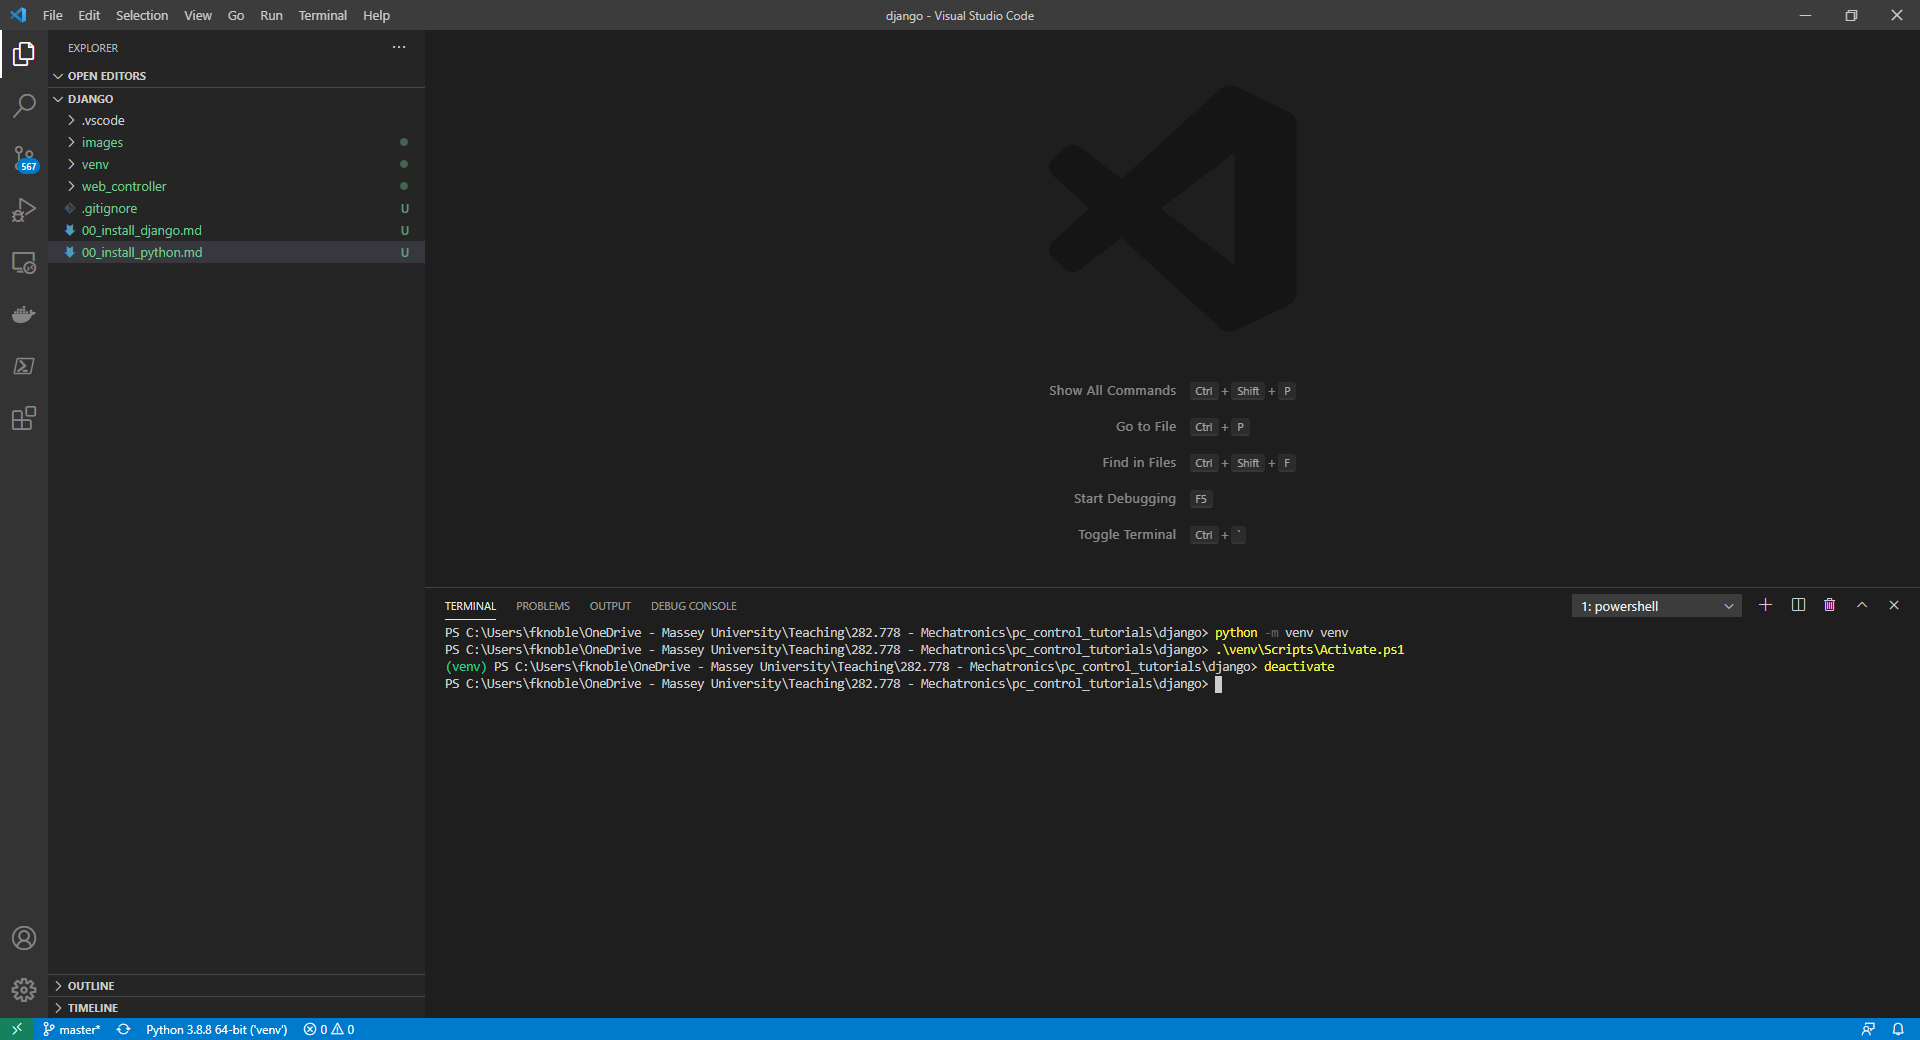 File Edit Selection View Go Run Terminal Help
django - Visual Studio Code
EXPLORER
OPEN EDITORS
DJANGO
.vscode
images
venv
web_controller
.gitignore U
00_install_django.md U
00_install_python.md U
567
OUTLINE
TIMELINE
Show All Commands Ctrl + Shift + P
Go to File Ctrl + P
Find in Files Ctrl + Shift + F
Start Debugging F5
Toggle Terminal Ctrl + `
TERMINAL PROBLEMS OUTPUT DEBUG CONSOLE
1: powershell
PS C:\Users\fknoble\OneDrive - Massey University\Teaching\282.778 - Mechatronics\pc_control_tutorials\django> python -m venv venv
PS C:\Users\fknoble\OneDrive - Massey University\Teaching\282.778 - Mechatronics\pc_control_tutorials\django> .\venv\Scripts\Activate.ps1
(venv) PS C:\Users\fknoble\OneDrive - Massey University\Teaching\282.778 - Mechatronics\pc_control_tutorials\django> deactivate
PS C:\Users\fknoble\OneDrive - Massey University\Teaching\282.778 - Mechatronics\pc_control_tutorials\django>
master* Python 3.8.8 64-bit ('venv') 0 0